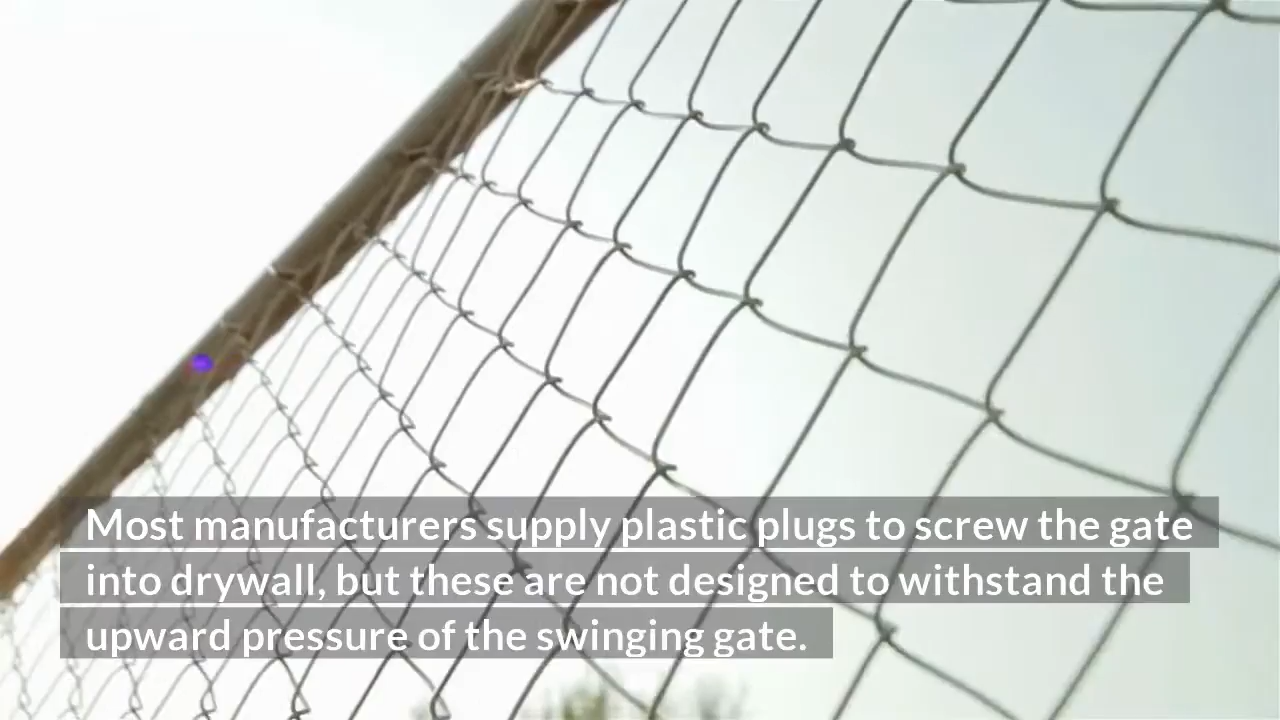 Most manufacturers supply plastic plugs to screw the gate
into drywall, but these are not designed to withstand the
upward pressure of the swinging gate.